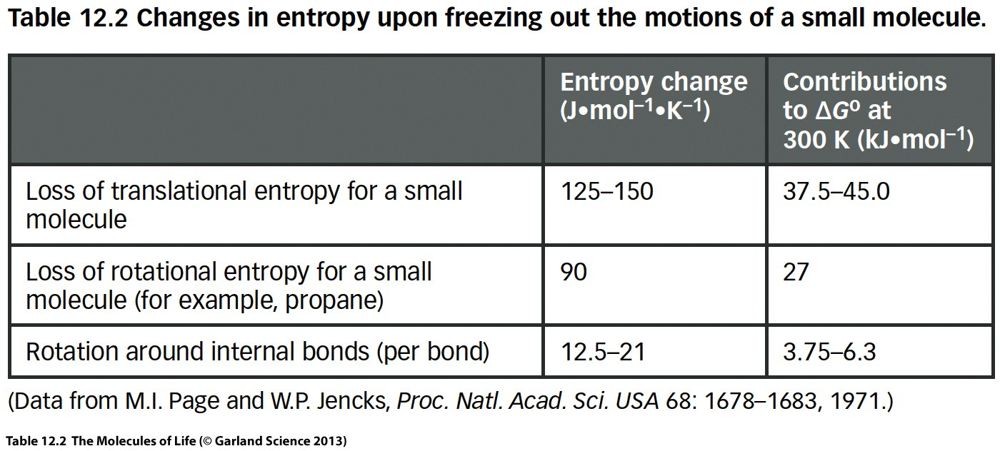 Table 12.2 Changes in entropy upon freezing out the motions of a small molecule.
Entropy change
(J•mol⁻¹•K⁻¹)
Contributions
to ΔGº at
300 K (kJ•mol⁻¹)
Loss of translational entropy for a small
molecule
125–150
37.5–45.0
Loss of rotational entropy for a small
molecule (for example, propane)
90
27
Rotation around internal bonds (per bond)
12.5–21
3.75–6.3
(Data from M.I. Page and W.P. Jencks, Proc. Natl. Acad. Sci. USA 68: 1678–1683, 1971.)
Table 12.2 The Molecules of Life (© Garland Science 2013)